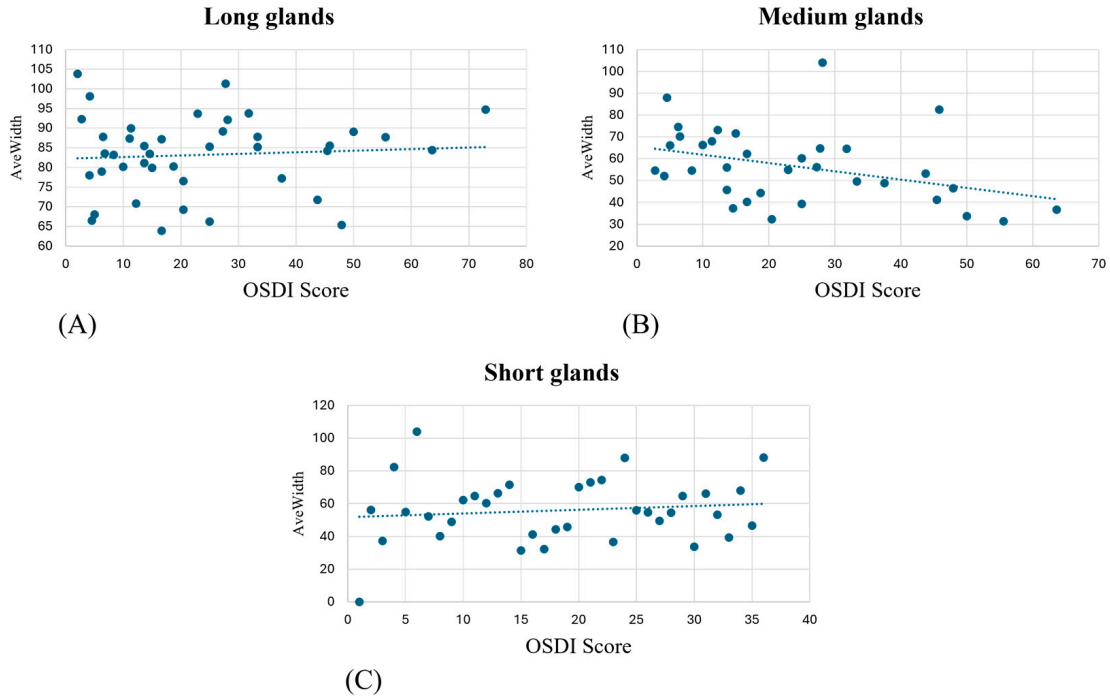 Long glands
AveWidth
110
105
100
95
90
85
80
75
70
65
60
0 10 20 30 40 50 60 70 80
OSDI Score
(A)
Medium glands
AveWidth
110
100
90
80
70
60
50
40
30
20
0 10 20 30 40 50 60 70
OSDI Score
(B)
Short glands
AveWidth
120
100
80
60
40
20
0
0 5 10 15 20 25 30 35 40
OSDI Score
(C)